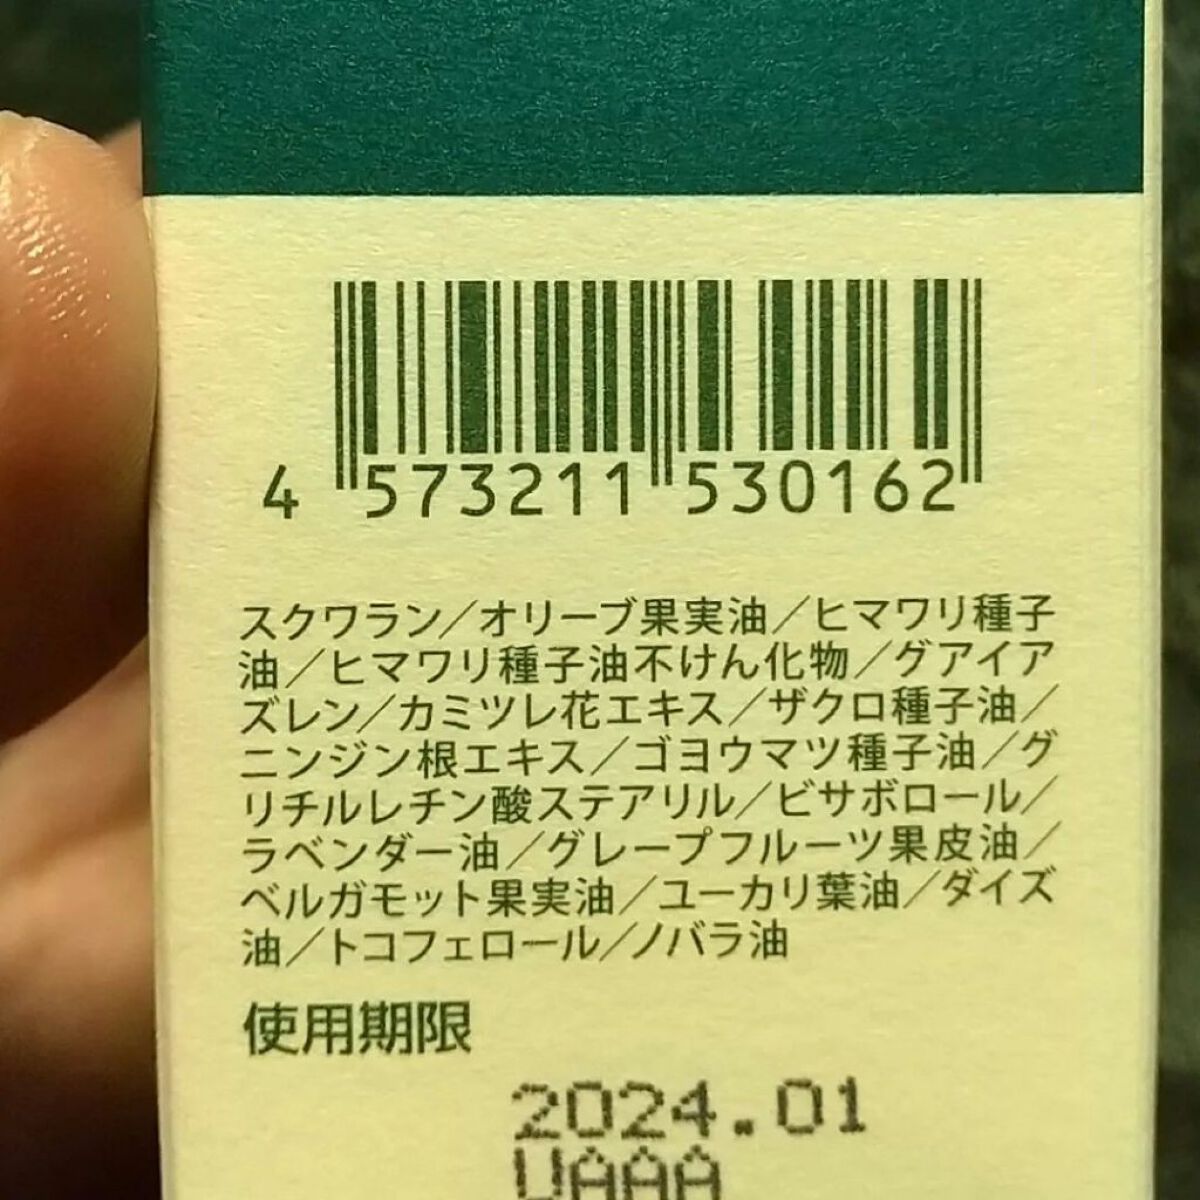 4 573211 530162
スクワラン／オリーブ果実油／ヒマワリ種子
油／ヒマワリ種子油不けん化物／グアイア
ズレン／カミツレ花エキス／ザクロ種子油／
ニンジン根エキス／ゴヨウマツ種子油／グ
リチルレチン酸ステアリル／ビサボロール／
ラベンダー油／グレープフルーツ果皮油／
ベルガモット果実油／ユーカリ葉油／ダイズ
油／トコフェロール／ノバラ油
使用期限
2024.01